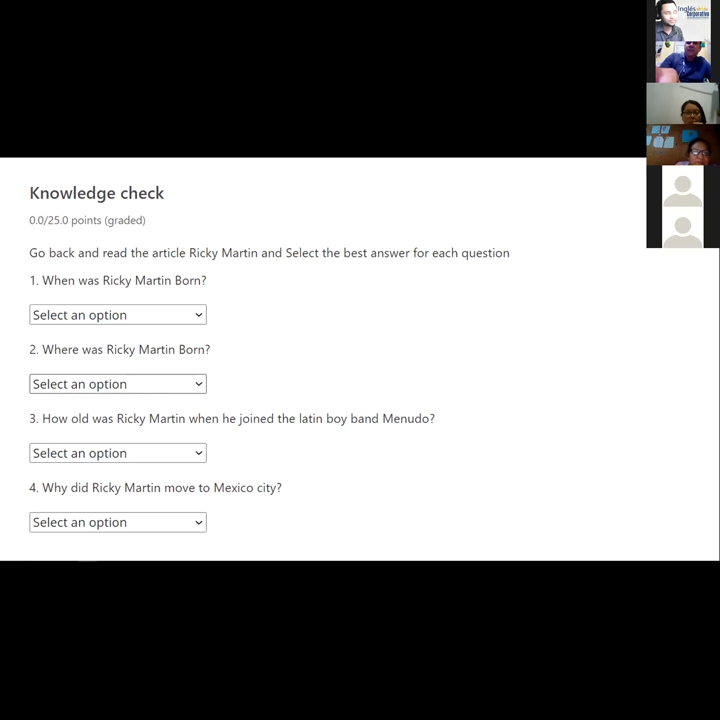 inglés
corporativo
Knowledge check
0.0/25.0 points (graded)
Go back and read the article Ricky Martin and Select the best answer for each question
1. When was Ricky Martin Born?
Select an option
2. Where was Ricky Martin Born?
Select an option
3. How old was Ricky Martin when he joined the latin boy band Menudo?
Select an option
4. Why did Ricky Martin move to Mexico city?
Select an option